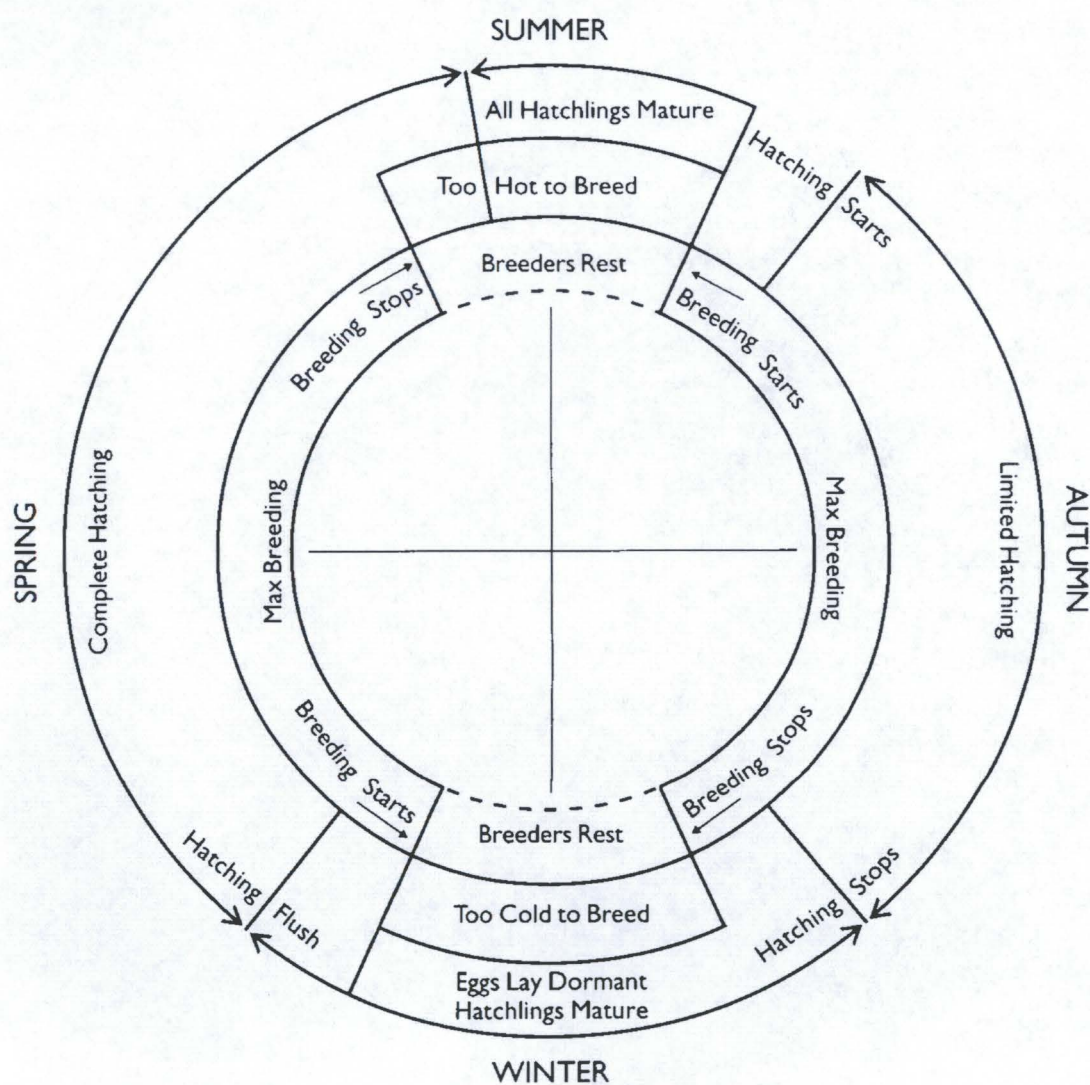 SUMMER
All Hatchlings Mature
Too Hot to Breed
Breeders Rest
Hatching Starts
Breeding Stops
Breeding Starts
Complete Hatching
SPRING
Max Breeding
Max Breeding
Limited Hatching
AUTUMN
Breeding Starts
Breeding Stops
Breeders Rest
Hatching Flush
Too Cold to Breed
Hatching Stops
Eggs Lay Dormant
Hatchlings Mature
WINTER